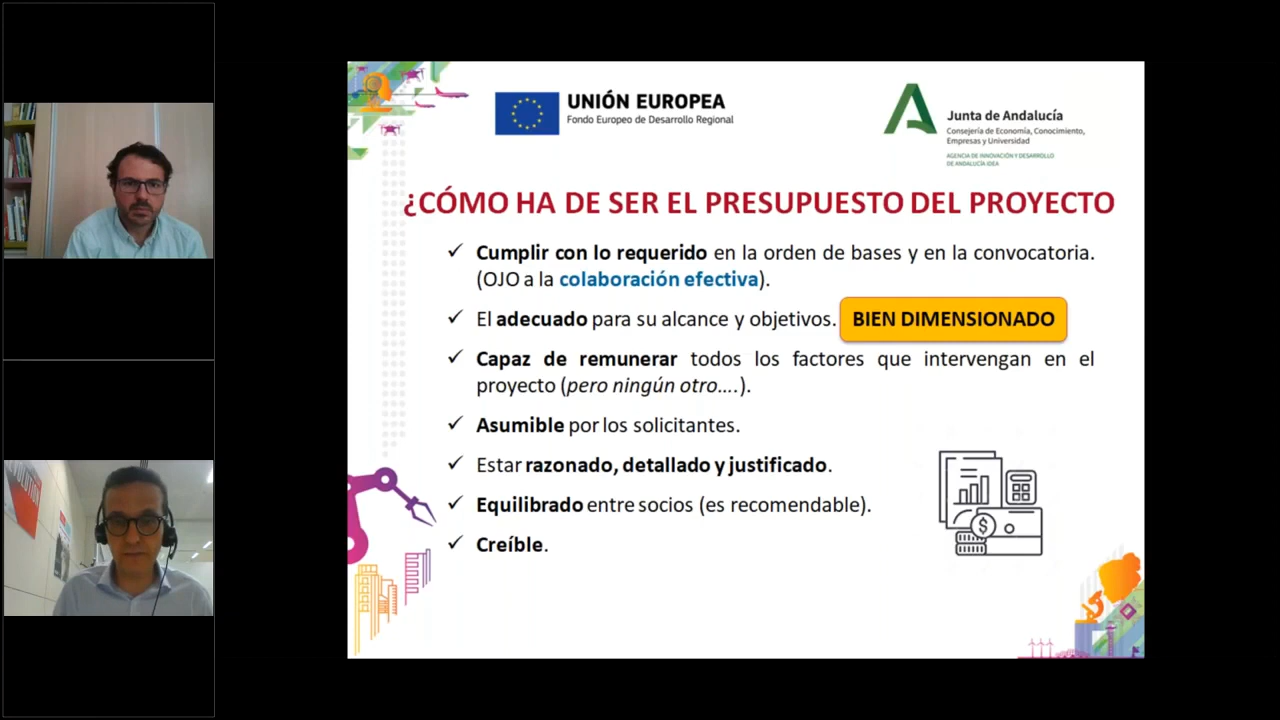 UNIÓN EUROPEA
Fondo Europeo de Desarrollo Regional
Junta de Andalucía
Consejería de Economía, Conocimiento,
Empresas y Universidad
AGENCIA DE INNOVACIÓN Y DESARROLLO
DE ANDALUCÍA IDEA
¿CÓMO HA DE SER EL PRESUPUESTO DEL PROYECTO
✓ Cumplir con lo requerido en la orden de bases y en la convocatoria.
(OJO a la colaboración efectiva).
✓ El adecuado para su alcance y objetivos. BIEN DIMENSIONADO
✓ Capaz de remunerar todos los factores que intervengan en el
proyecto (pero ningún otro....).
✓ Asumible por los solicitantes.
✓ Estar razonado, detallado y justificado.
✓ Equilibrado entre socios (es recomendable).
✓ Creíble.
$